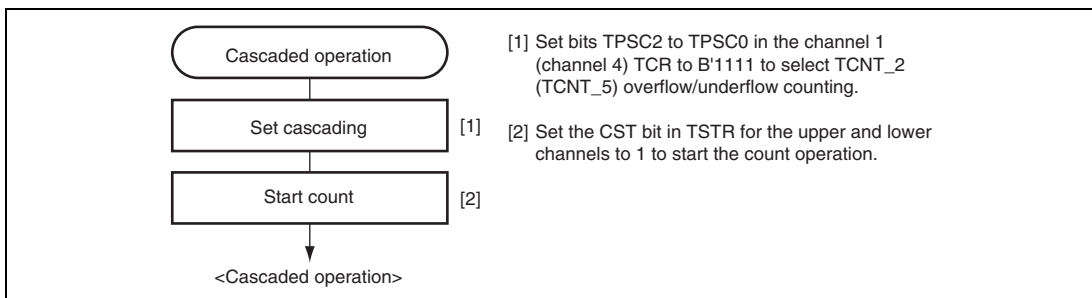 Cascaded operation
Set cascading
[1]
Start count
[2]
<Cascaded operation>
[1] Set bits TPSC2 to TPSC0 in the channel 1
(channel 4) TCR to B'1111 to select TCNT_2
(TCNT_5) overflow/underflow counting.
[2] Set the CST bit in TSTR for the upper and lower
channels to 1 to start the count operation.